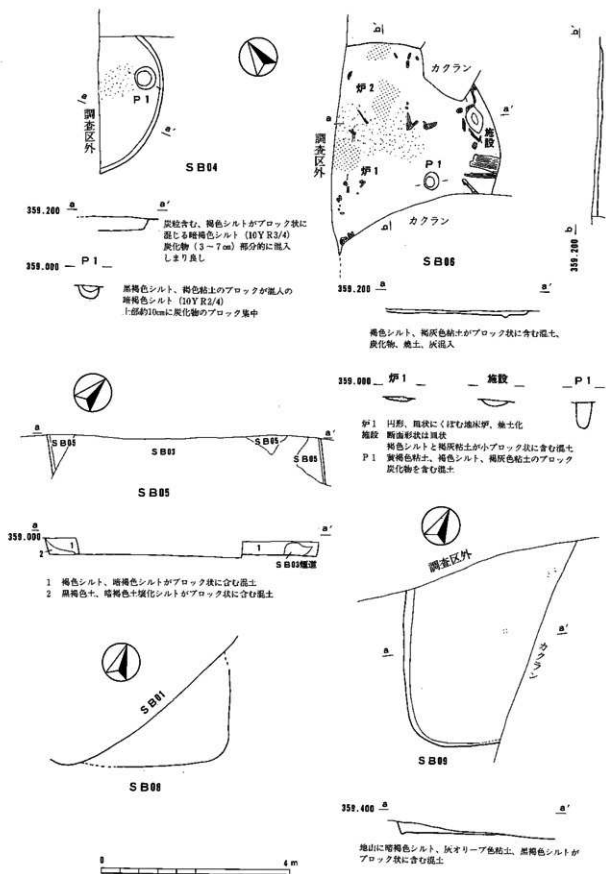 a
a'
P 1
調査区外
SB04
359.200 a a'
炭粒含む、褐色シルトがブロック状に
混じる暗褐色シルト (10YR3/4)
炭化物 (3～7㎝) 部分的に混入
しまり良し
359.000 P 1
黒褐色シルト、褐色粘土のブロックが混入の
暗褐色シルト (10YR3/4)
上部約10cmに炭化物のブロック集中
b'
カクラン
炉2
a
a'
調査区外
施設
炉1
P 1
b
カクラン
SB06
b'
b
359.200
359.200 a a'
褐色シルト、褐灰色粘土がブロック状に含む混土、
炭化物、焼土、灰混入
359.000 炉1 施設 P 1
炉1 円形、皿状にくぼむ地床炉、焼土化
施設 断面形状は皿状
褐色シルトと褐灰粘土が小ブロック状に含む混土
P 1 黄褐色粘土、褐色シルト、褐灰色粘土のブロック
炭化物を含む混土
a a'
SB05 SB03 SB05 SB05
SB05
359.000 a a'
1 1
2 SB03煙道
1 褐色シルト、暗褐色シルトがブロック状に含む混土
2 黒褐色土、暗褐色土壌化シルトがブロック状に含む混土
SB01
SB08
調査区外
a
a'
カクラン
SB09
359.400 a a'
地山に暗褐色シルト、灰オリーブ色粘土、黒褐色シルトが
ブロック状に含む混土
0 4 m